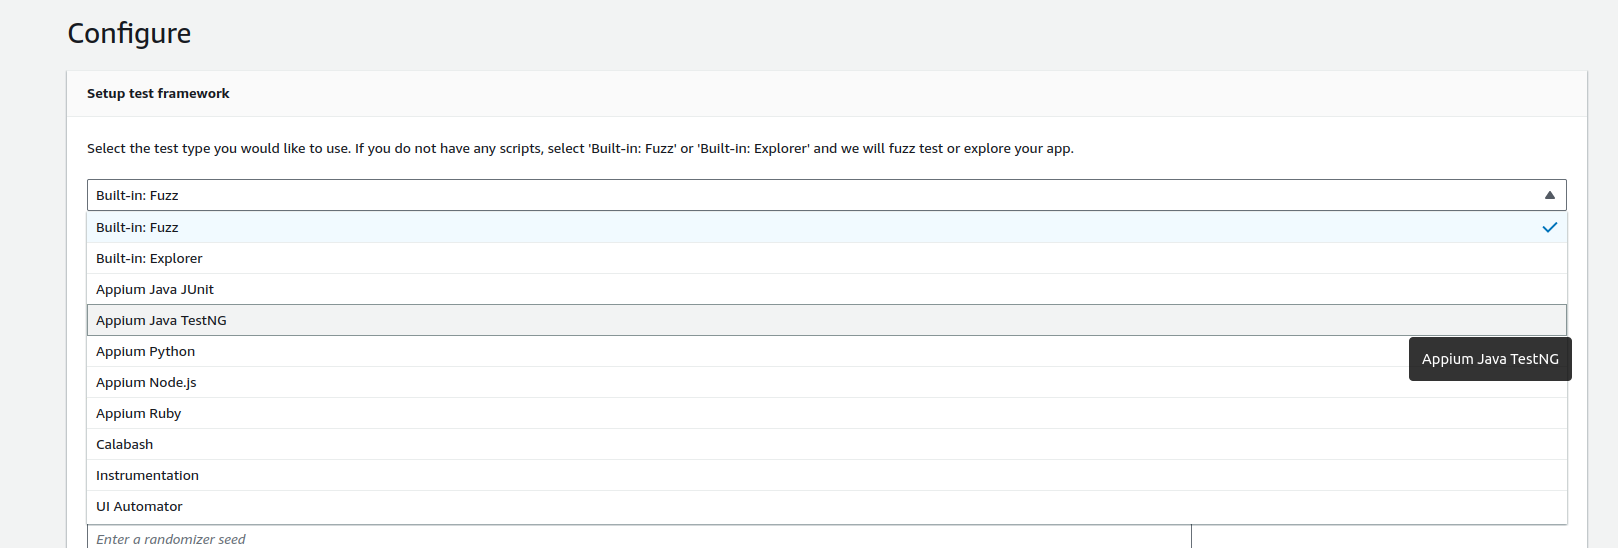 Configure
Setup test framework
Select the test type you would like to use. If you do not have any scripts, select 'Built-in: Fuzz' or 'Built-in: Explorer' and we will fuzz test or explore your app.
Built-in: Fuzz
Built-in: Fuzz
Built-in: Explorer
Appium Java JUnit
Appium Java TestNG
Appium Python
Appium Java TestNG
Appium Node.js
Appium Ruby
Calabash
Instrumentation
UI Automator
Enter a randomizer seed